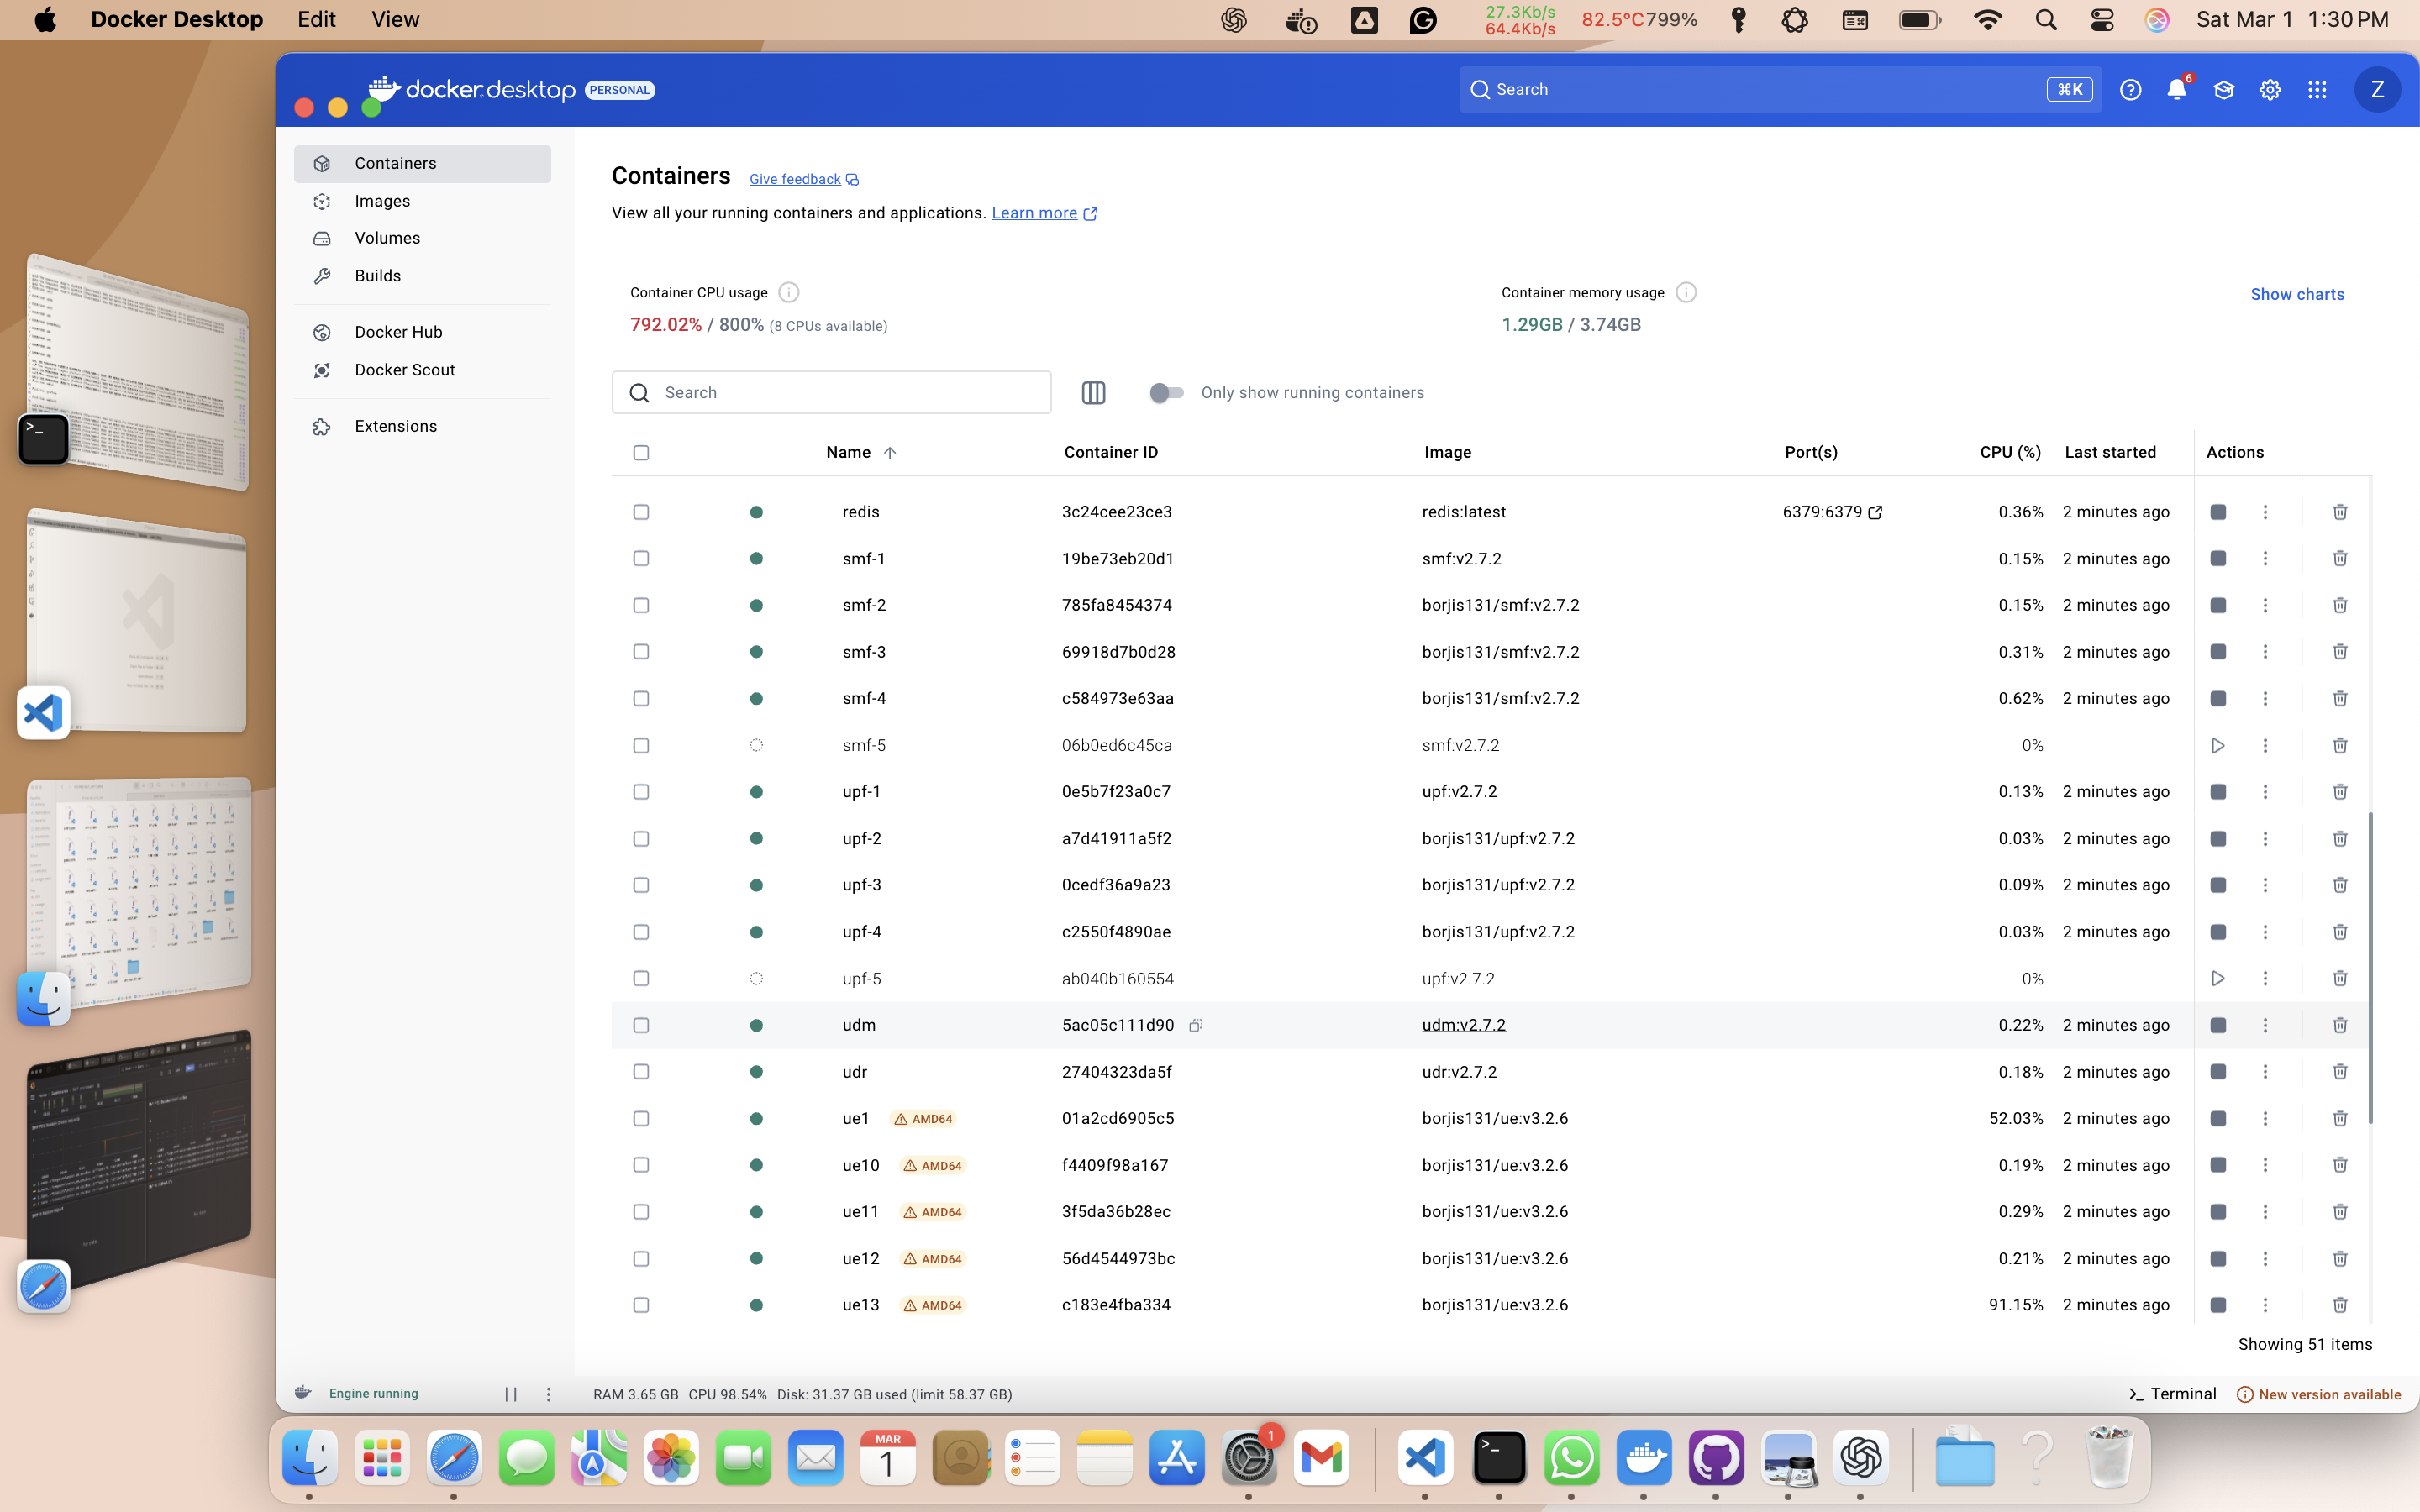 Docker Desktop Edit View 27.3Kb/s 64.4Kb/s 82.5°C 799% Sat Mar 1 1:30 PM
docker desktop PERSONAL Search ⌘K 6 Z
Containers
Images
Volumes
Builds
Docker Hub
Docker Scout
Extensions
Containers Give feedback
View all your running containers and applications. Learn more
Container CPU usage Container memory usage Show charts
792.02% / 800% (8 CPUs available) 1.29GB / 3.74GB
Search Only show running containers
Name Container ID Image Port(s) CPU (%) Last started Actions
redis 3c24cee23ce3 redis:latest 6379:6379 0.36% 2 minutes ago
smf-1 19be73eb20d1 smf:v2.7.2 0.15% 2 minutes ago
smf-2 785fa8454374 borjis131/smf:v2.7.2 0.15% 2 minutes ago
smf-3 69918d7b0d28 borjis131/smf:v2.7.2 0.31% 2 minutes ago
smf-4 c584973e63aa borjis131/smf:v2.7.2 0.62% 2 minutes ago
smf-5 06b0ed6c45ca smf:v2.7.2 0%
upf-1 0e5b7f23a0c7 upf:v2.7.2 0.13% 2 minutes ago
upf-2 a7d41911a5f2 borjis131/upf:v2.7.2 0.03% 2 minutes ago
upf-3 0cedf36a9a23 borjis131/upf:v2.7.2 0.09% 2 minutes ago
upf-4 c2550f4890ae borjis131/upf:v2.7.2 0.03% 2 minutes ago
upf-5 ab040b160554 upf:v2.7.2 0%
udm 5ac05c111d90 udm:v2.7.2 0.22% 2 minutes ago
udr 27404323da5f udr:v2.7.2 0.18% 2 minutes ago
ue1 AMD64 01a2cd6905c5 borjis131/ue:v3.2.6 52.03% 2 minutes ago
ue10 AMD64 f4409f98a167 borjis131/ue:v3.2.6 0.19% 2 minutes ago
ue11 AMD64 3f5da36b28ec borjis131/ue:v3.2.6 0.29% 2 minutes ago
ue12 AMD64 56d4544973bc borjis131/ue:v3.2.6 0.21% 2 minutes ago
ue13 AMD64 c183e4fba334 borjis131/ue:v3.2.6 91.15% 2 minutes ago
Showing 51 items
Engine running RAM 3.65 GB CPU 98.54% Disk: 31.37 GB used (limit 58.37 GB) Terminal New version available
MAR
1
1